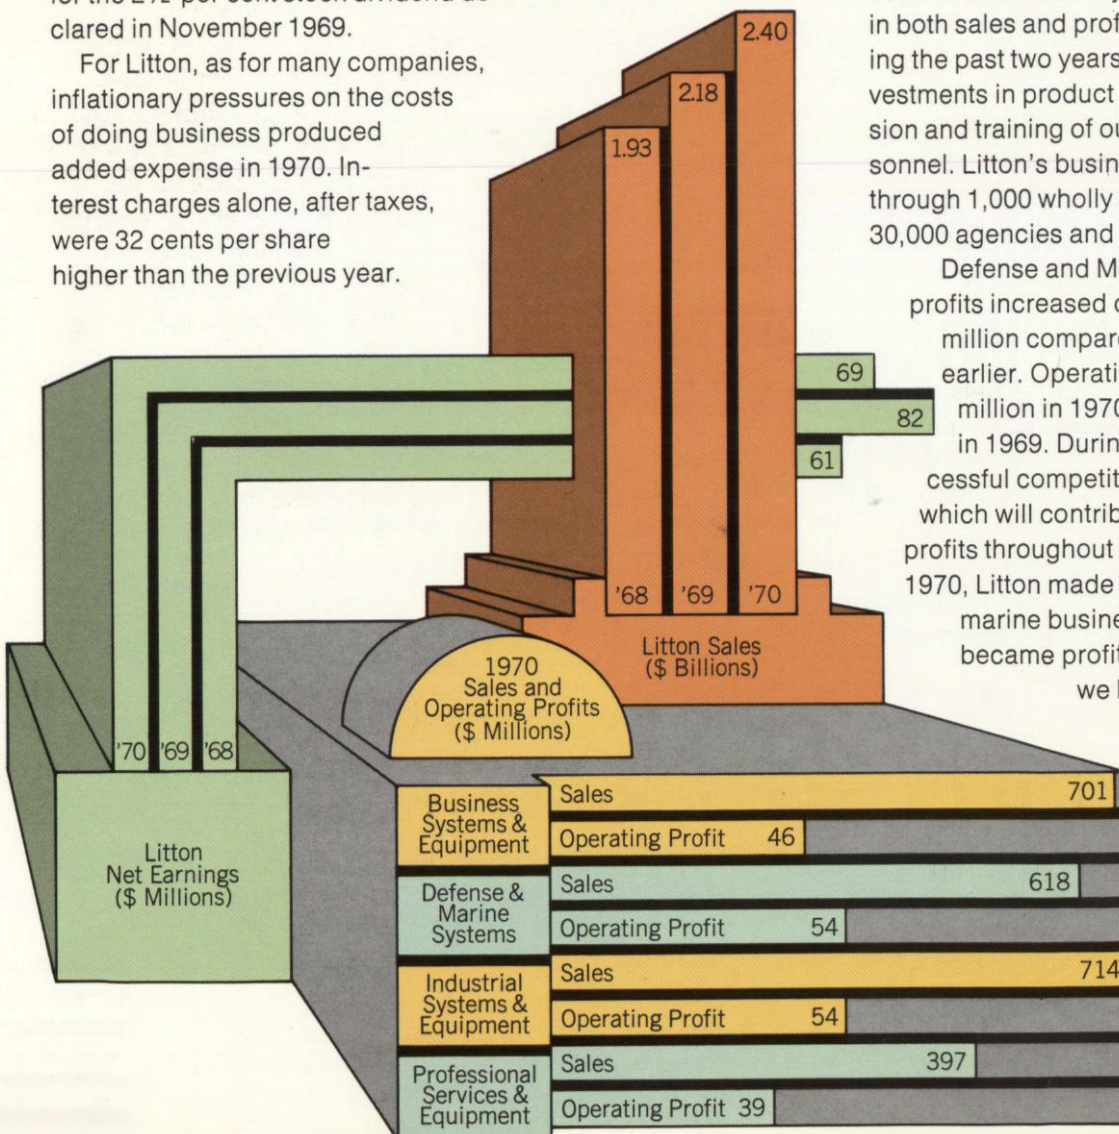 clared in November 1969.
For Litton, as for many companies,
inflationary pressures on the costs
of doing business produced
added expense in 1970. In-
terest charges alone, after taxes,
were 32 cents per share
higher than the previous year.
in both sales and prof
ing the past two years
vestments in product
sion and training of ou
sonnel. Litton's busin
through 1,000 wholly
30,000 agencies and
Defense and M
profits increased
million compar
earlier. Operati
million in 1970
in 1969. Durin
cessful competit
which will contrib
profits throughout
1970, Litton made
marine busine
became profit
we
1.93
2.18
2.40
69
82
61
'68 '69 '70
Litton Sales
($ Billions)
'70 '69 '68
Litton
Net Earnings
($ Millions)
1970
Sales and
Operating Profits
($ Millions)
Business
Systems &
Equipment
Sales 701
Operating Profit 46
Defense &
Marine
Systems
Sales 618
Operating Profit 54
Industrial
Systems &
Equipment
Sales 714
Operating Profit 54
Professional
Services &
Equipment
Sales 397
Operating Profit 39